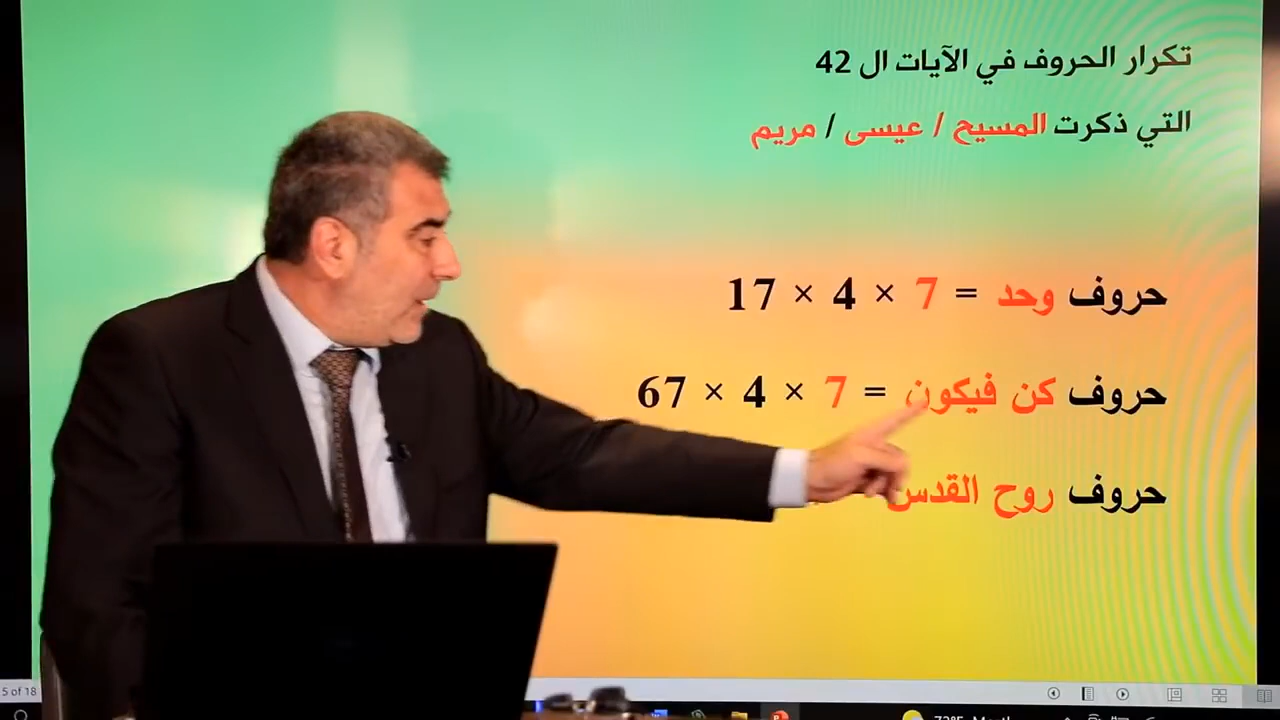 تكرار الحروف في الآيات ال 42
التي ذكرت المسيح / عيسى / مريم
حروف وحد = 7 × 4 × 17
حروف كن فيكون = 7 × 4 × 67
حروف روح القدس
5 of 18